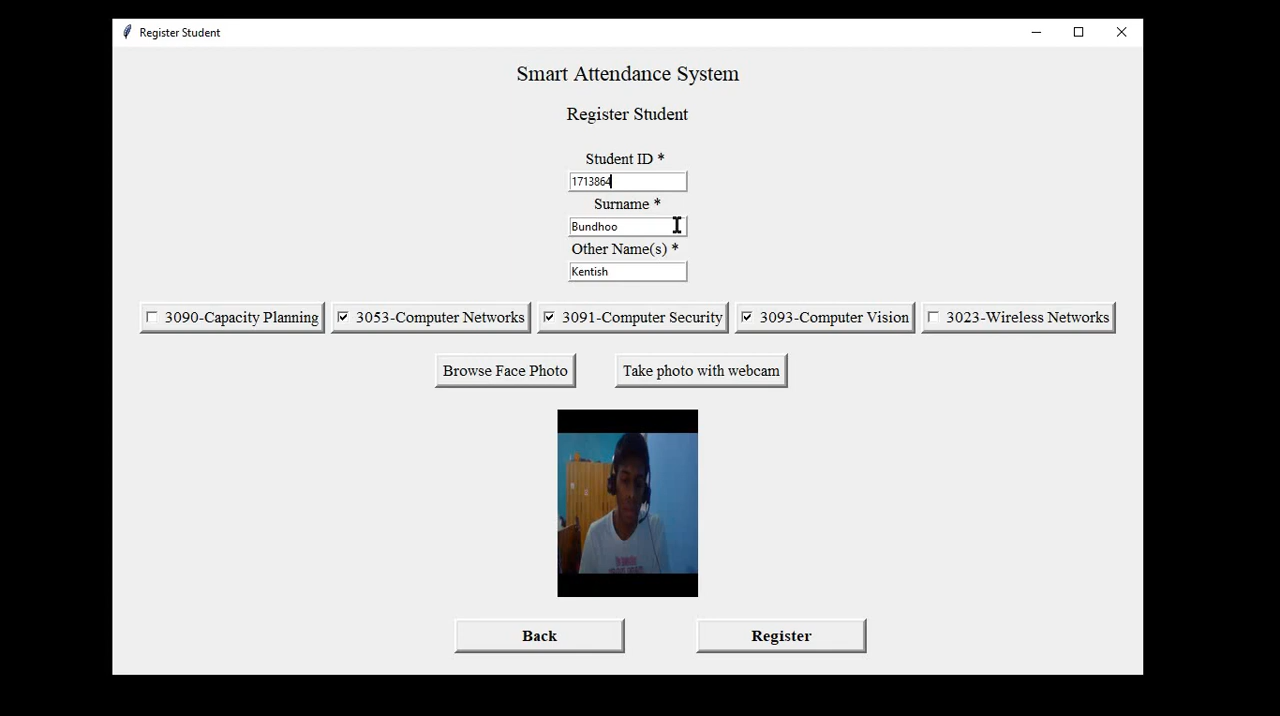 Register Student
Smart Attendance System
Register Student
Student ID *
1713864
Surname *
Bundhoo
Other Name(s) *
Kentish
3090-Capacity Planning 3053-Computer Networks 3091-Computer Security 3093-Computer Vision 3023-Wireless Networks
Browse Face Photo Take photo with webcam
Back Register